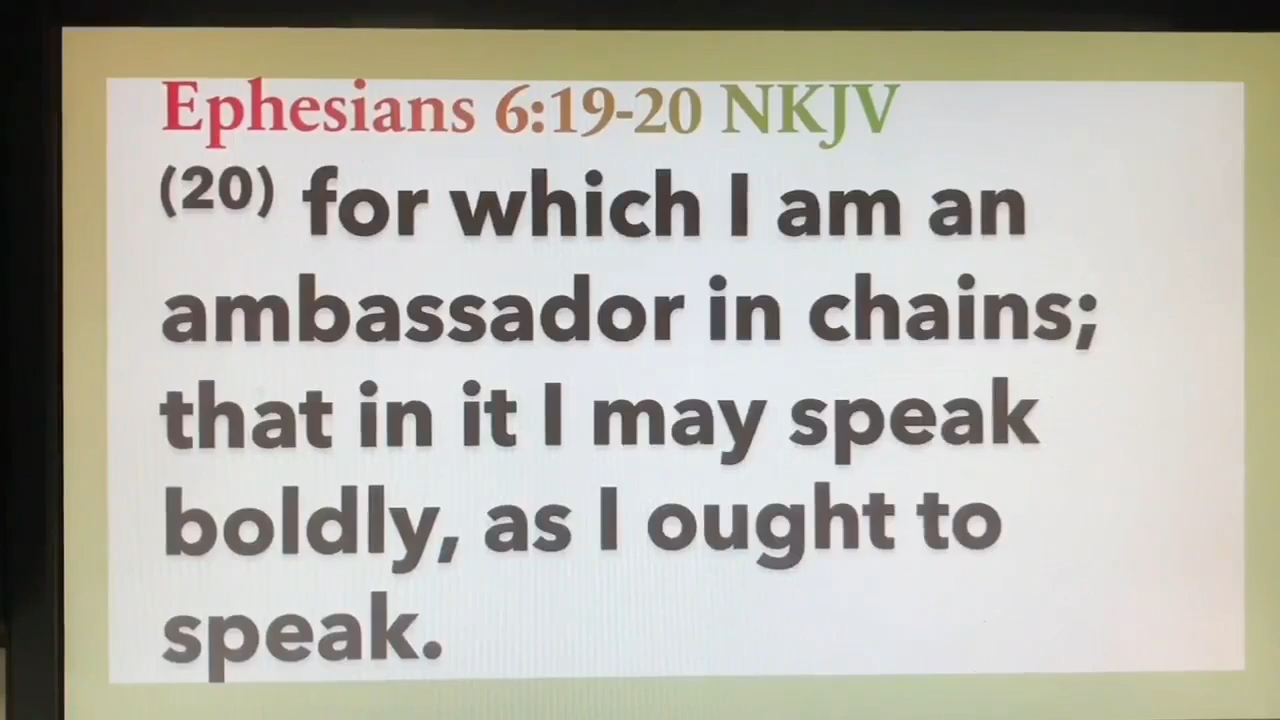 Ephesians 6:19-20 NKJV
(20) for which I am an
ambassador in chains;
that in it I may speak
boldly, as I ought to
speak.